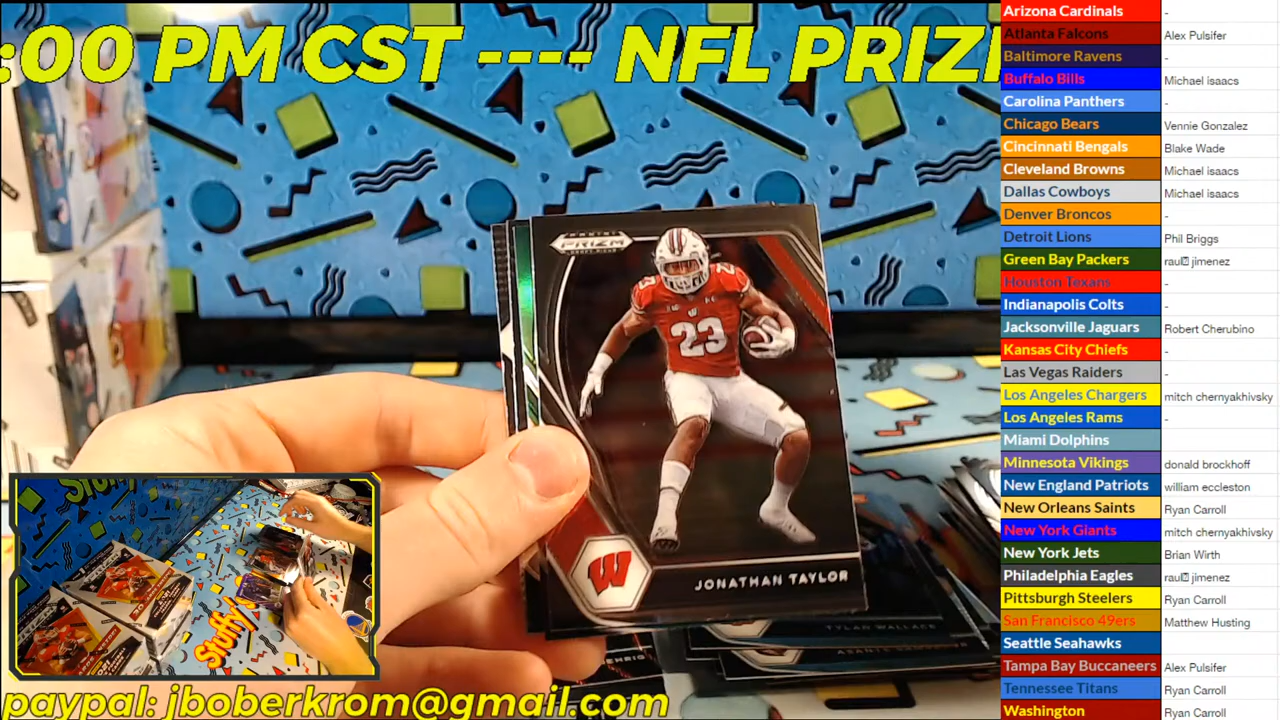 :00 PM CST ---- NFL PRIZ
PANINI
PRIZM
23
23
W
W
JONATHAN TAYLOR
TYLAN WALLACE
Stuffy's
paypal: jboberkrom@gmail.com
Arizona Cardinals -
Atlanta Falcons Alex Pulsifer
Baltimore Ravens -
Buffalo Bills Michael isaacs
Carolina Panthers -
Chicago Bears Vennie Gonzalez
Cincinnati Bengals Blake Wade
Cleveland Browns Michael isaacs
Dallas Cowboys Michael isaacs
Denver Broncos -
Detroit Lions Phil Briggs
Green Bay Packers rau▯ jimenez
Houston Texans -
Indianapolis Colts -
Jacksonville Jaguars Robert Cherubino
Kansas City Chiefs -
Las Vegas Raiders -
Los Angeles Chargers mitch chernyakhivsky
Los Angeles Rams -
Miami Dolphins
Minnesota Vikings donald brockhoff
New England Patriots william eccleston
New Orleans Saints Ryan Carroll
New York Giants mitch chernyakhivsky
New York Jets Brian Wirth
Philadelphia Eagles rau▯ jimenez
Pittsburgh Steelers Ryan Carroll
San Francisco 49ers Matthew Husting
Seattle Seahawks
Tampa Bay Buccaneers Alex Pulsifer
Tennessee Titans Ryan Carroll
Washington Ryan Carroll